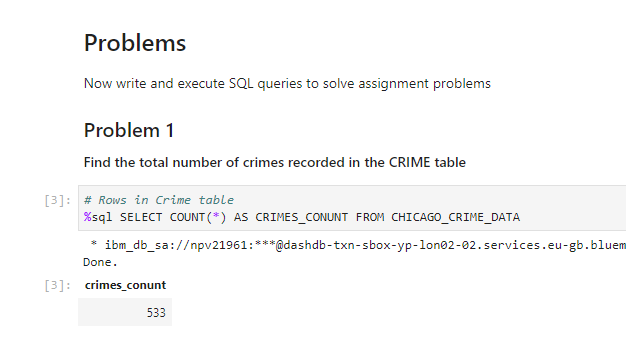 Problems
Now write and execute SQL queries to solve assignment problems
Problem 1
Find the total number of crimes recorded in the CRIME table
[3]: # Rows in Crime table
%sql SELECT COUNT(*) AS CRIMES_CONUNT FROM CHICAGO_CRIME_DATA
* ibm_db_sa://npv21961:***@dashdb-txn-sbox-yp-lon02-02.services.eu-gb.bluem
Done.
[3]: crimes_conunt
533